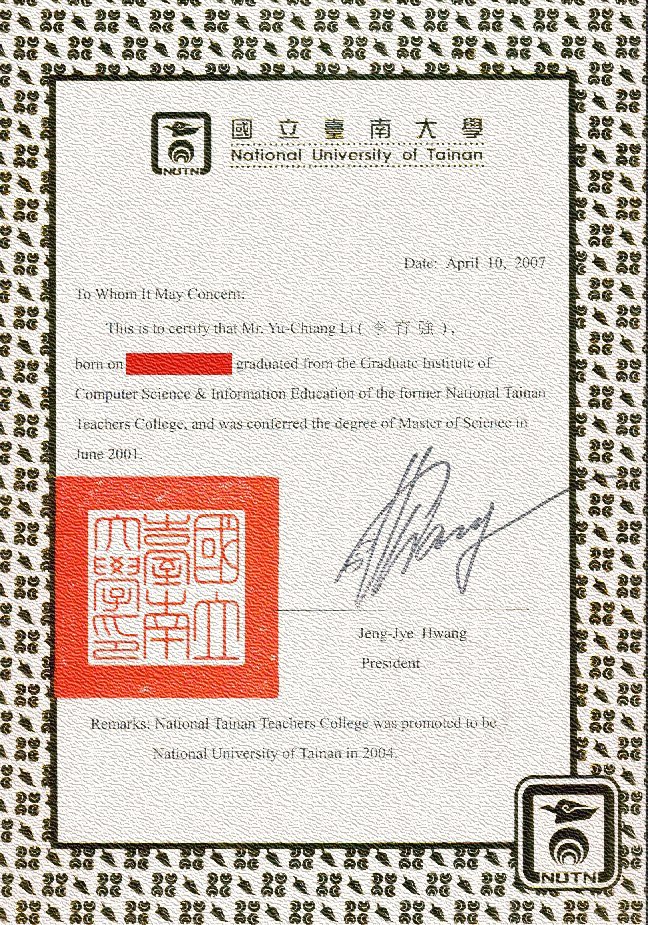 NUTN
國立臺南大學
National University of Tainan
Date: April 10, 2007
To Whom It May Concern:
This is to certify that Mr. Yu-Chiang Li ( 李育強 ),
born on graduated from the Graduate Institute of
Computer Science & Information Education of the former National Tainan
Teachers College, and was conferred the degree of Master of Science in
June 2001.
國立
臺南
大學印
Jeng-Jye Hwang
President
Remarks: National Tainan Teachers College was promoted to be
National University of Tainan in 2004.
NUTN